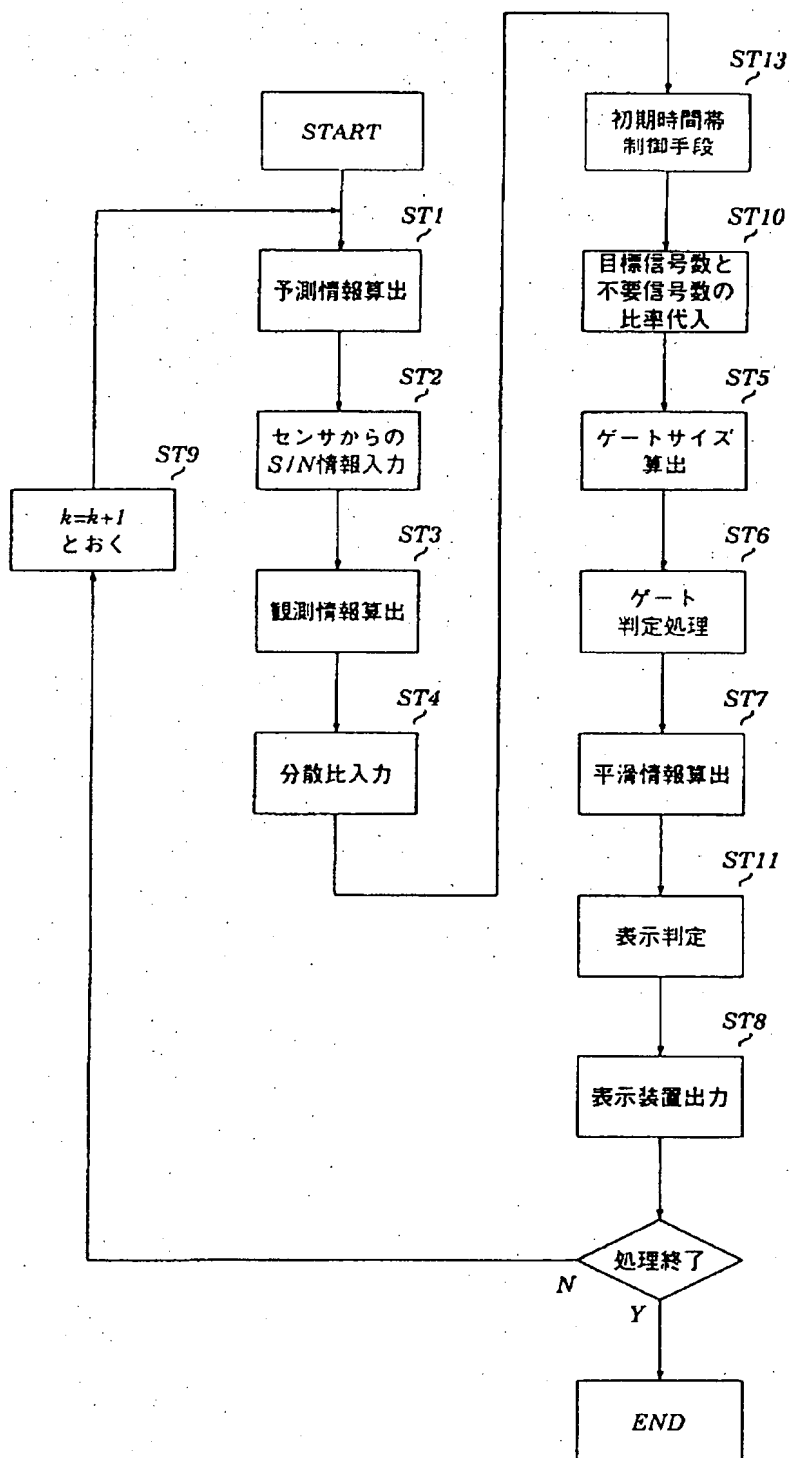 START
ST1
予測情報算出
ST2
センサからの
S/N情報入力
ST3
観測情報算出
ST4
分散比入力
ST9
k=k+1
とおく
ST13
初期時間帯
制御手段
ST10
目標信号数と
不要信号数の
比率代入
ST5
ゲートサイズ
算出
ST6
ゲート
判定処理
ST7
平滑情報算出
ST11
表示判定
ST8
表示装置出力
処理終了
N
Y
END